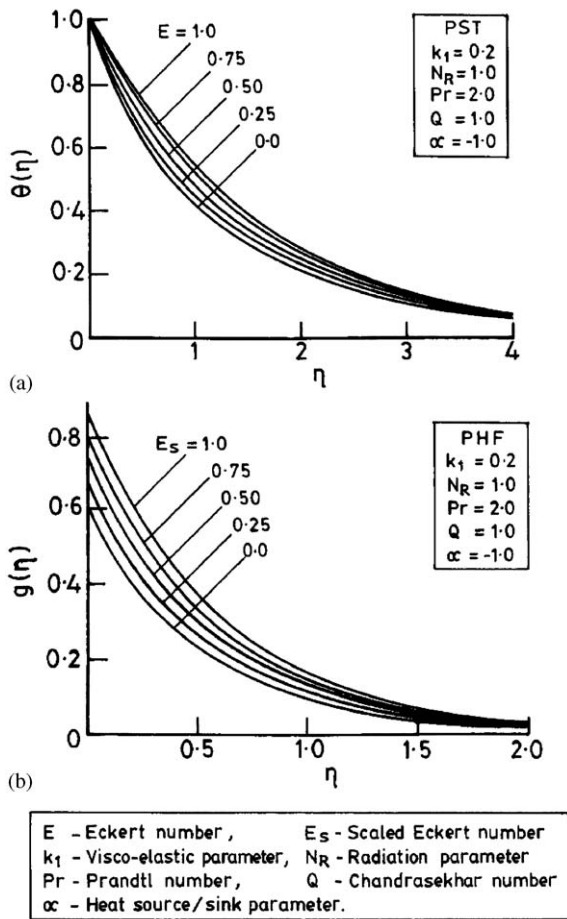 1.0
0.8
0.6
0.4
0.2
0
θ(η)
E = 1.0
0.75
0.50
0.25
0.0
PST
k₁ = 0.2
N_R = 1.0
Pr = 2.0
Q = 1.0
∝ = -1.0
1
2
3
4
η
(a)
0.8
0.6
0.4
0.2
0
g(η)
E_S = 1.0
0.75
0.50
0.25
0.0
PHF
k₁ = 0.2
N_R = 1.0
Pr = 2.0
Q = 1.0
∝ = -1.0
0.5
1.0
1.5
2.0
η
(b)
E - Eckert number, E_S - Scaled Eckert number
k₁ - Visco-elastic parameter, N_R - Radiation parameter
Pr - Prandtl number, Q - Chandrasekhar number
∝ - Heat source/sink parameter.